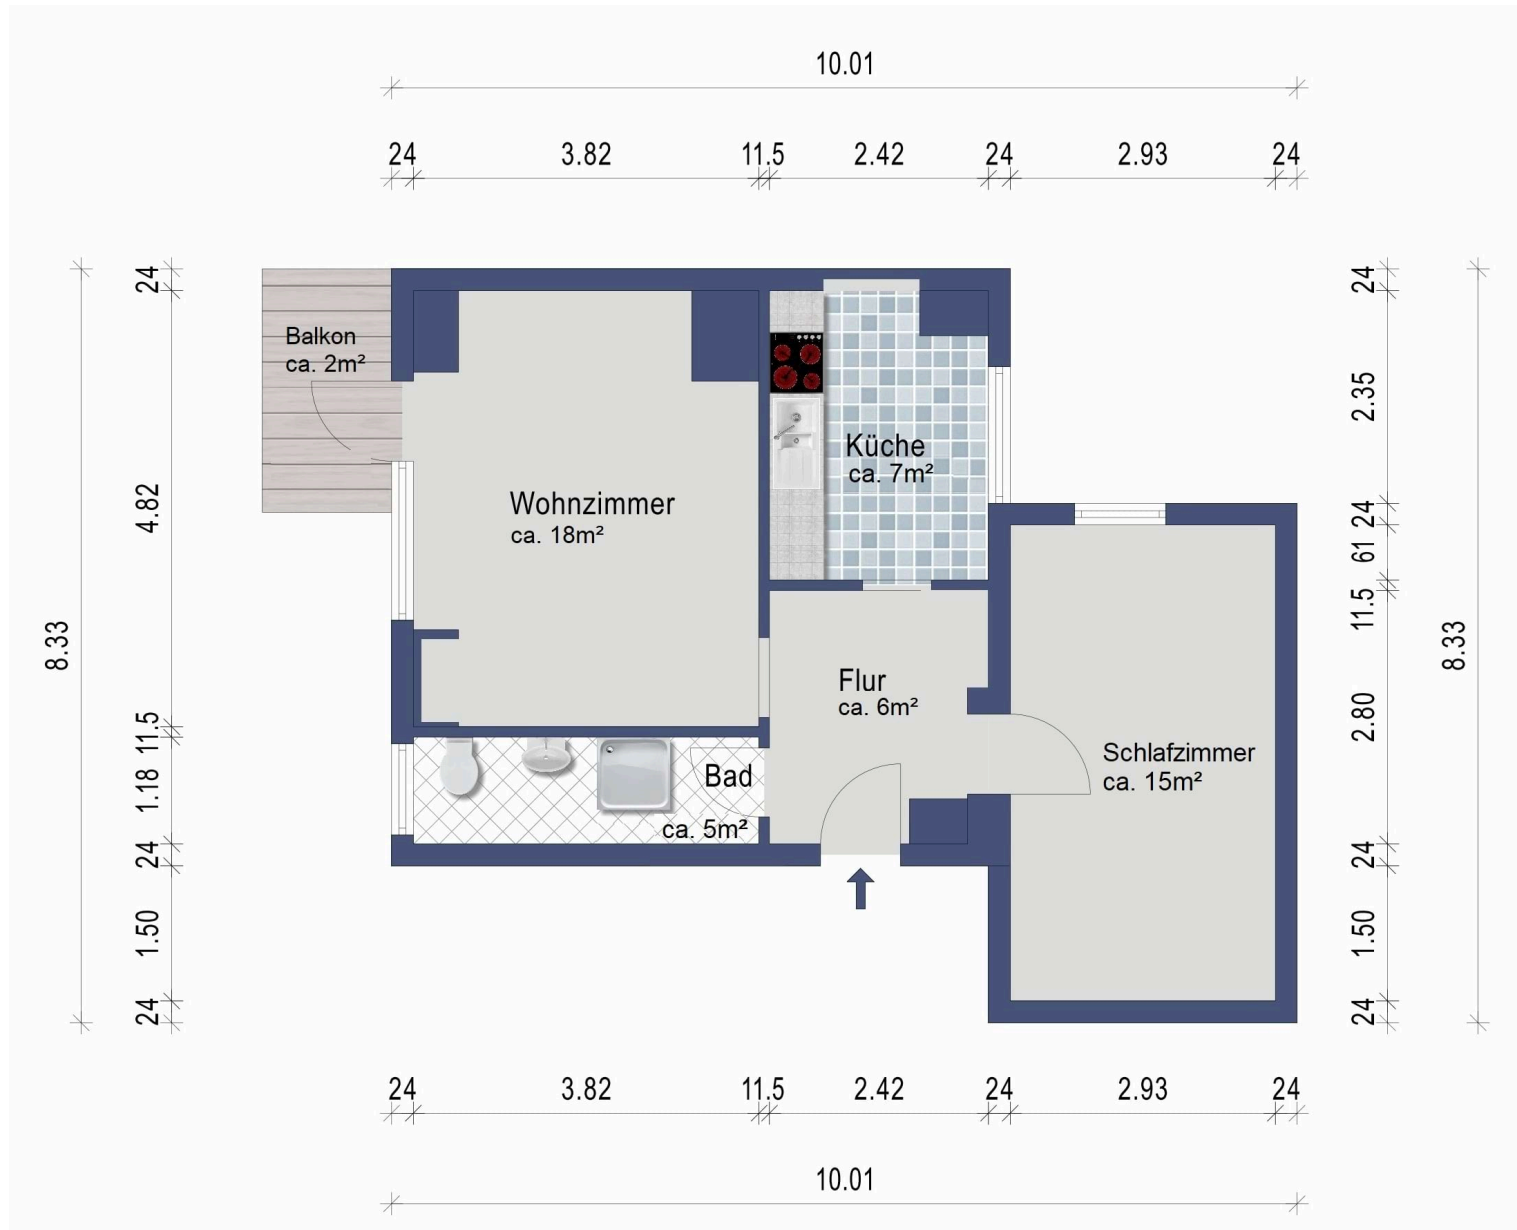 10.01
24 3.82 11.5 2.42 24 2.93 24
24
4.82
11.5
1.18
24
1.50
24
8.33
Balkon
ca. 2m²
Wohnzimmer
ca. 18m²
Küche
ca. 7m²
Flur
ca. 6m²
Bad
ca. 5m²
Schlafzimmer
ca. 15m²
24
2.35
24
61
11.5
2.80
24
1.50
24
8.33
24 3.82 11.5 2.42 24 2.93 24
10.01